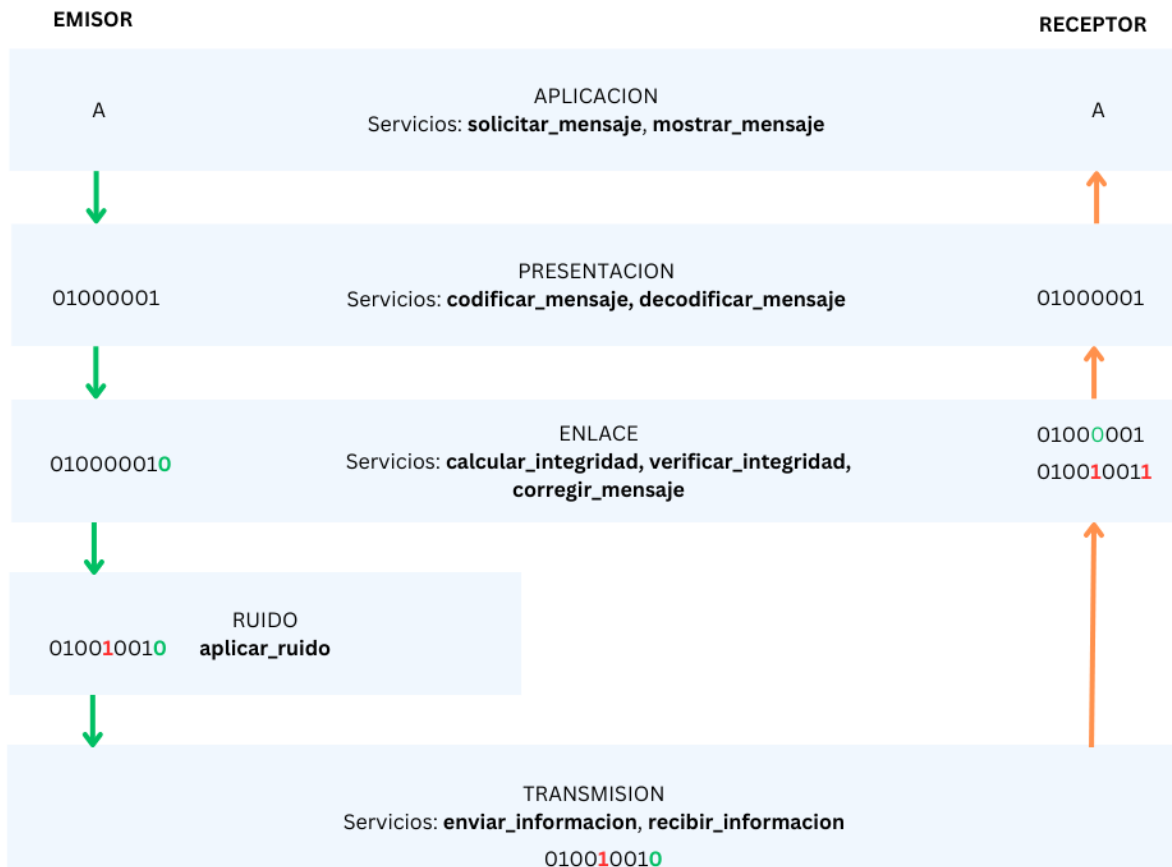 EMISOR
RECEPTOR
A
APLICACION
Servicios: solicitar_mensaje, mostrar_mensaje
A
01000001
PRESENTACION
Servicios: codificar_mensaje, decodificar_mensaje
01000001
010000010
ENLACE
Servicios: calcular_integridad, verificar_integridad,
corregir_mensaje
01000001
010010011
010010010
RUIDO
aplicar_ruido
TRANSMISION
Servicios: enviar_informacion, recibir_informacion
010010010